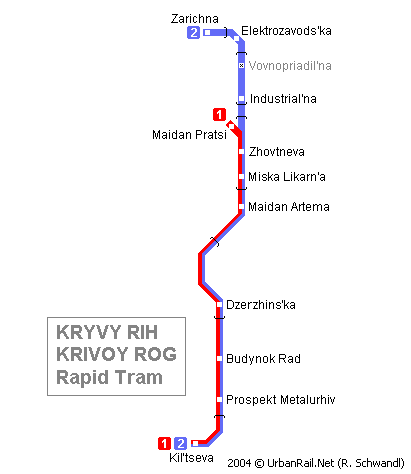 Zarichna
2
Elektrozavods'ka
Vovnopriadil'na
Industrial'na
1
Maidan Pratsi
Zhovtneva
Miska Likarn'a
Maidan Artema
Dzerzhins'ka
KRYVY RIH
KRIVOY ROG
Rapid Tram
Budynok Rad
Prospekt Metalurhiv
1 2
Kil'tseva
2004 © UrbanRail.Net (R. Schwandl)